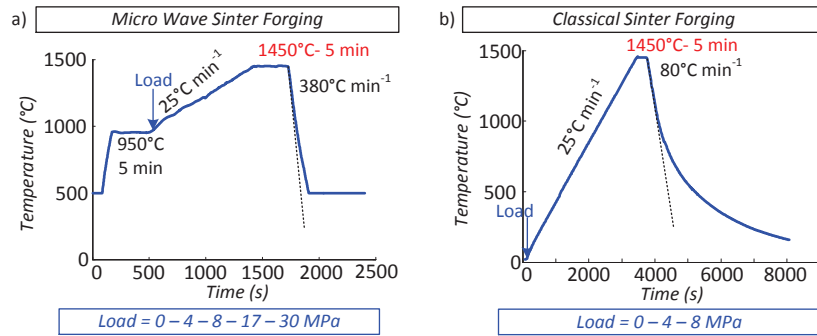 a) Micro Wave Sinter Forging
1450°C- 5 min
1500
Load
25°C min⁻¹
380°C min⁻¹
1000
950°C
5 min
500
0
Temperature (°C)
0 500 1000 1500 2000 2500
Time (s)
Load = 0 – 4 – 8 – 17 – 30 MPa
b) Classical Sinter Forging
1450°C- 5 min
1500
80°C min⁻¹
25°C min⁻¹
1000
500
Load
0
Temperature (°C)
0 2000 4000 6000 8000
Time (s)
Load = 0 – 4 – 8 MPa